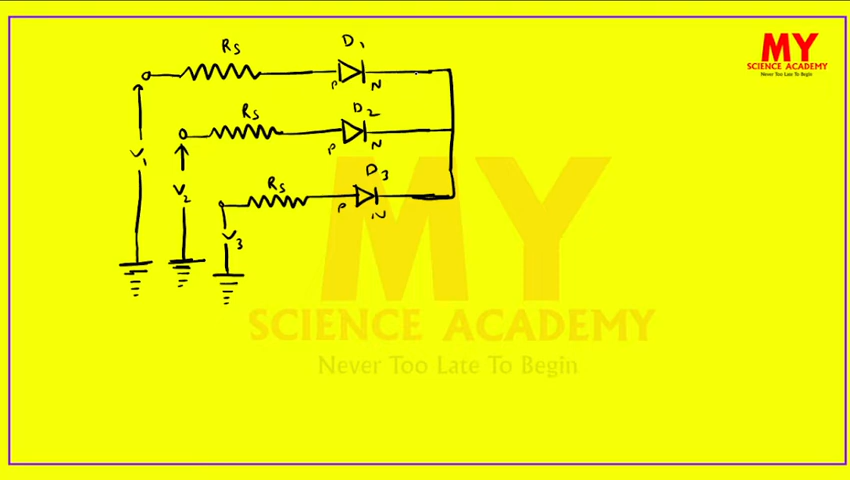 Rs
D1
P
N
Rs
D2
P
N
V1
Rs
D3
P
N
V2
V3
MY
SCIENCE ACADEMY
Never Too Late To Begin
MY
SCIENCE ACADEMY
Never Too Late To Begin